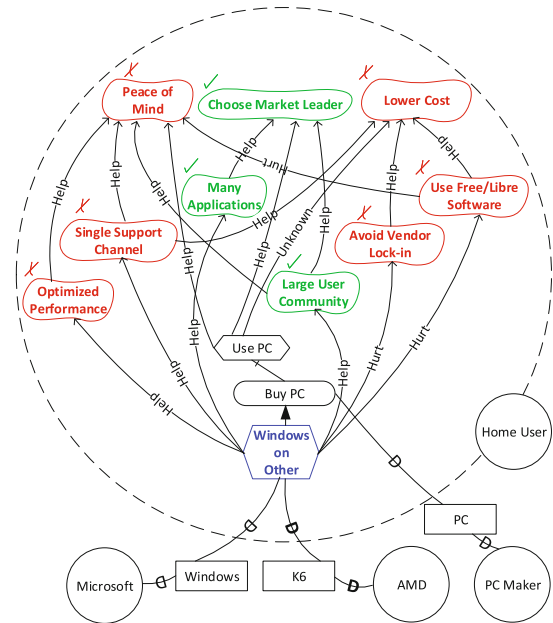 Peace of
Mind
Choose Market Leader
Lower Cost
Help
Hurt
Help
Help
Help
Help
Help
Many
Applications
Use Free/Libre
Software
Single Support
Channel
Help
Unknown
Help
Avoid Vendor
Lock-in
Help
Help
Optimized
Performance
Large User
Community
Help
Use PC
Hurt
Hurt
Help
Help
Help
Buy PC
Windows
on
Other
Home User
D
PC
D
D
D
Microsoft
D
Windows
K6
D
AMD
PC Maker